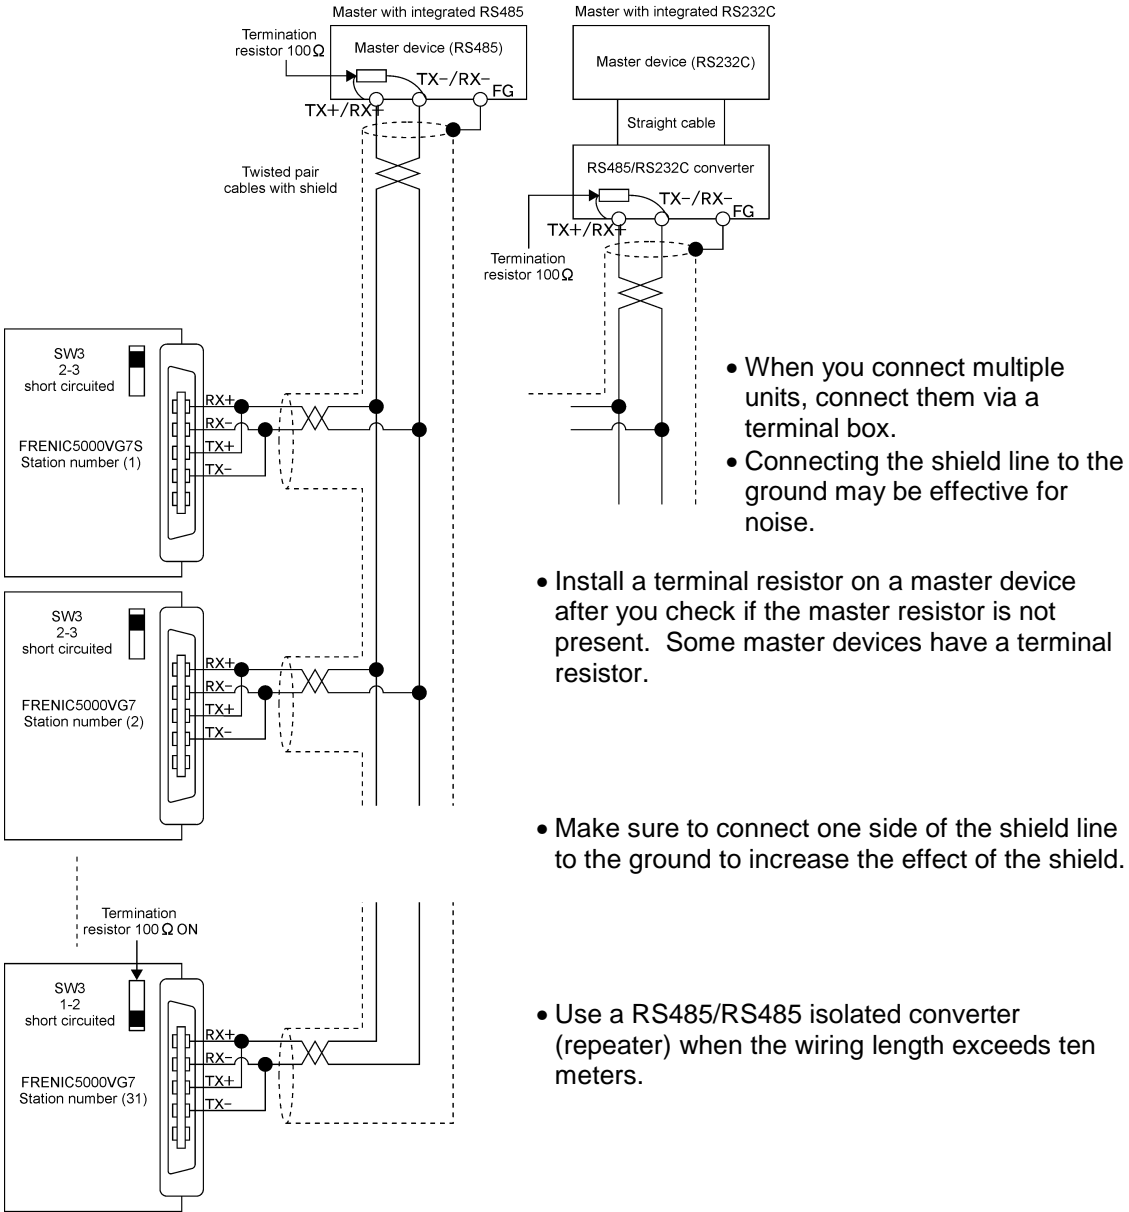 Master with integrated RS485
Master with integrated RS232C
Termination
resistor 100Ω
Master device (RS485)
TX-/RX-
FG
TX+/RX+
Master device (RS232C)
Straight cable
RS485/RS232C converter
TX-/RX-
FG
TX+/RX+
Termination
resistor 100Ω
Twisted pair
cables with shield
SW3
2-3
short circuited
FRENIC5000VG7S
Station number (1)
RX+
RX-
TX+
TX-
• When you connect multiple
units, connect them via a
terminal box.
• Connecting the shield line to the
ground may be effective for
noise.
• Install a terminal resistor on a master device
after you check if the master resistor is not
present. Some master devices have a terminal
resistor.
SW3
2-3
short circuited
FRENIC5000VG7
Station number (2)
RX+
RX-
TX+
TX-
• Make sure to connect one side of the shield line
to the ground to increase the effect of the shield.
Termination
resistor 100Ω ON
SW3
1-2
short circuited
FRENIC5000VG7
Station number (31)
RX+
RX-
TX+
TX-
• Use a RS485/RS485 isolated converter
(repeater) when the wiring length exceeds ten
meters.